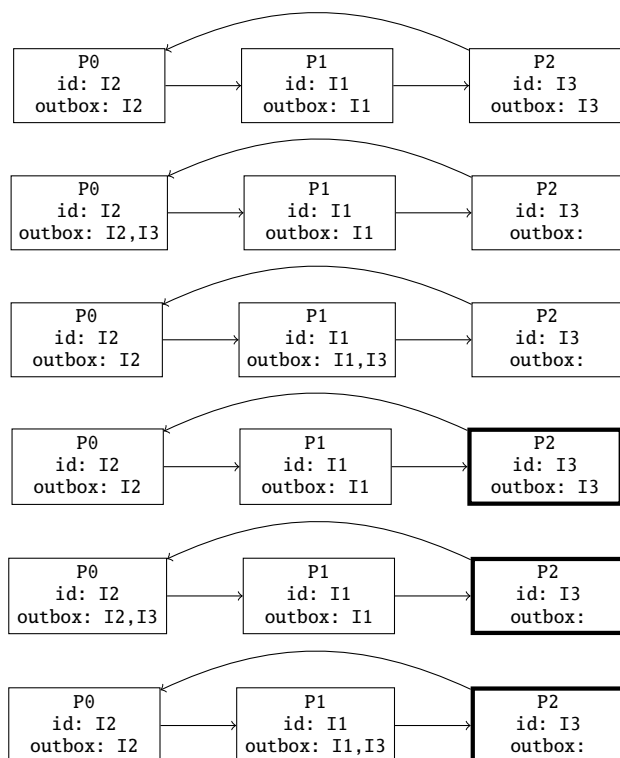 P0
id: I2
outbox: I2
P1
id: I1
outbox: I1
P2
id: I3
outbox: I3
P0
id: I2
outbox: I2,I3
P1
id: I1
outbox: I1
P2
id: I3
outbox:
P0
id: I2
outbox: I2
P1
id: I1
outbox: I1,I3
P2
id: I3
outbox:
P0
id: I2
outbox: I2
P1
id: I1
outbox: I1
P2
id: I3
outbox: I3
P0
id: I2
outbox: I2,I3
P1
id: I1
outbox: I1
P2
id: I3
outbox:
P0
id: I2
outbox: I2
P1
id: I1
outbox: I1,I3
P2
id: I3
outbox: